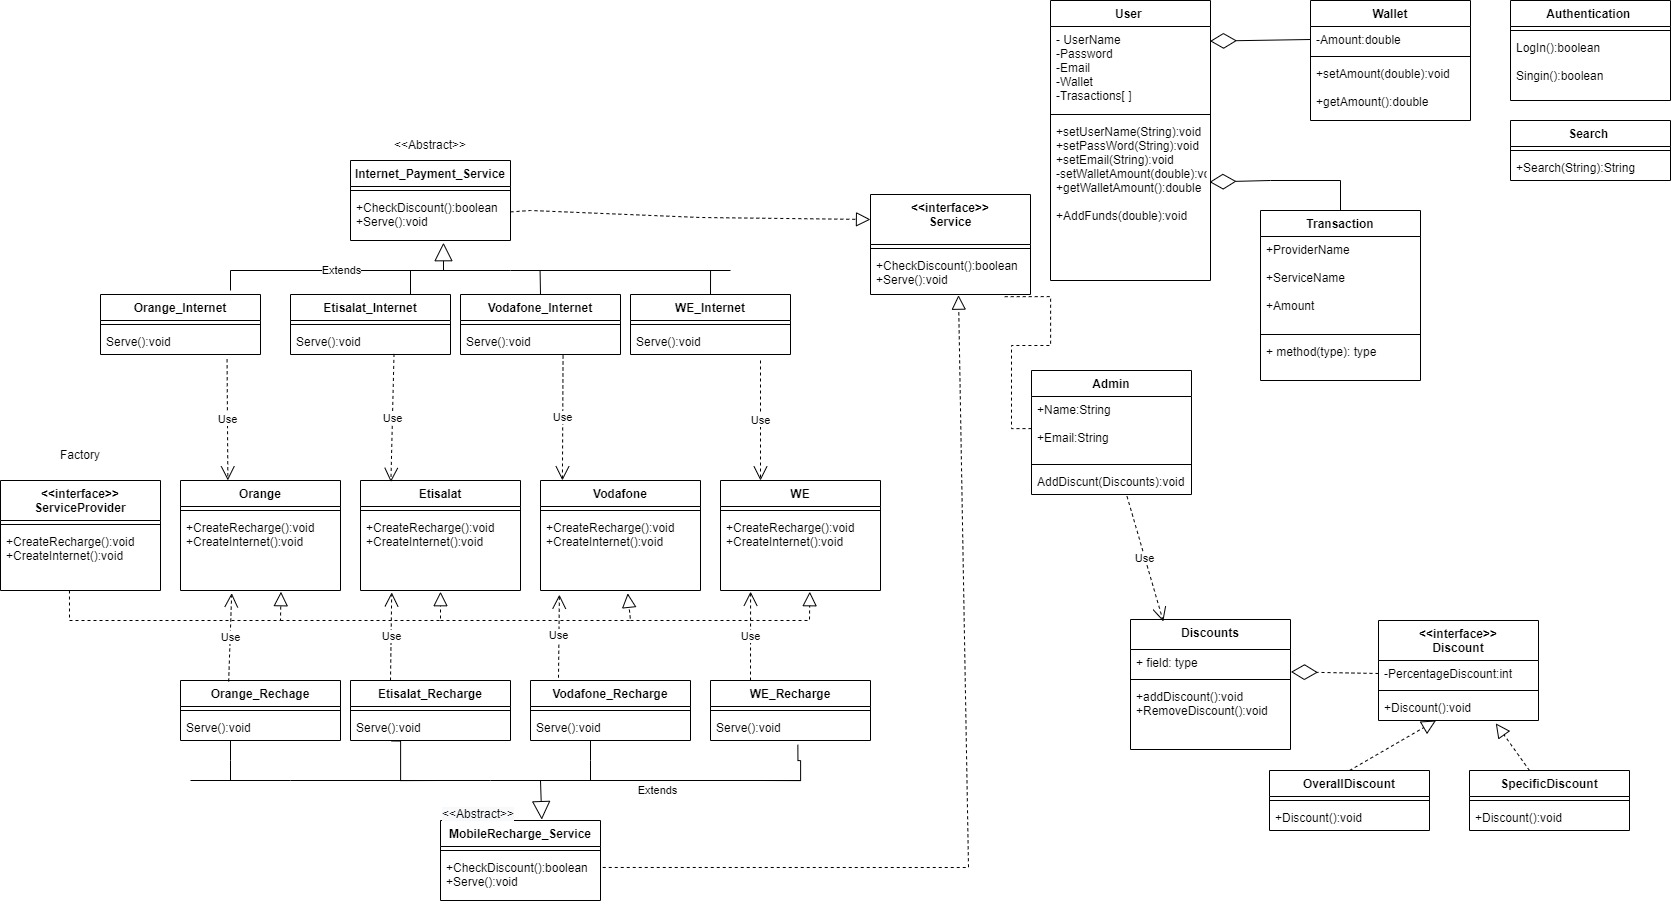 User
- UserName
-Password
-Email
-Wallet
-Trasactions[ ]
+setUserName(String):void
+setPassWord(String):void
+setEmail(String):void
-setWalletAmount(double):vo
+getWalletAmount():double
+AddFunds(double):void
Wallet
-Amount:double
+setAmount(double):void
+getAmount():double
Authentication
LogIn():boolean
Singin():boolean
Search
+Search(String):String
<<Abstract>>
Internet_Payment_Service
+CheckDiscount():boolean
+Serve():void
<<interface>>
Service
+CheckDiscount():boolean
+Serve():void
Transaction
+ProviderName
+ServiceName
+Amount
+ method(type): type
Extends
Orange_Internet
Serve():void
Etisalat_Internet
Serve():void
Vodafone_Internet
Serve():void
WE_Internet
Serve():void
Admin
+Name:String
+Email:String
AddDiscunt(Discounts):void
Use
Use
Use
Use
Factory
<<interface>>
ServiceProvider
+CreateRecharge():void
+CreateInternet():void
Orange
+CreateRecharge():void
+CreateInternet():void
Etisalat
+CreateRecharge():void
+CreateInternet():void
Vodafone
+CreateRecharge():void
+CreateInternet():void
WE
+CreateRecharge():void
+CreateInternet():void
Use
Use
Use
Use
Use
Discounts
+ field: type
+addDiscount():void
+RemoveDiscount():void
<<interface>>
Discount
-PercentageDiscount:int
+Discount():void
Orange_Rechage
Serve():void
Etisalat_Recharge
Serve():void
Vodafone_Recharge
Serve():void
WE_Recharge
Serve():void
Extends
OverallDiscount
+Discount():void
SpecificDiscount
+Discount():void
<<Abstract>>
MobileRecharge_Service
+CheckDiscount():boolean
+Serve():void